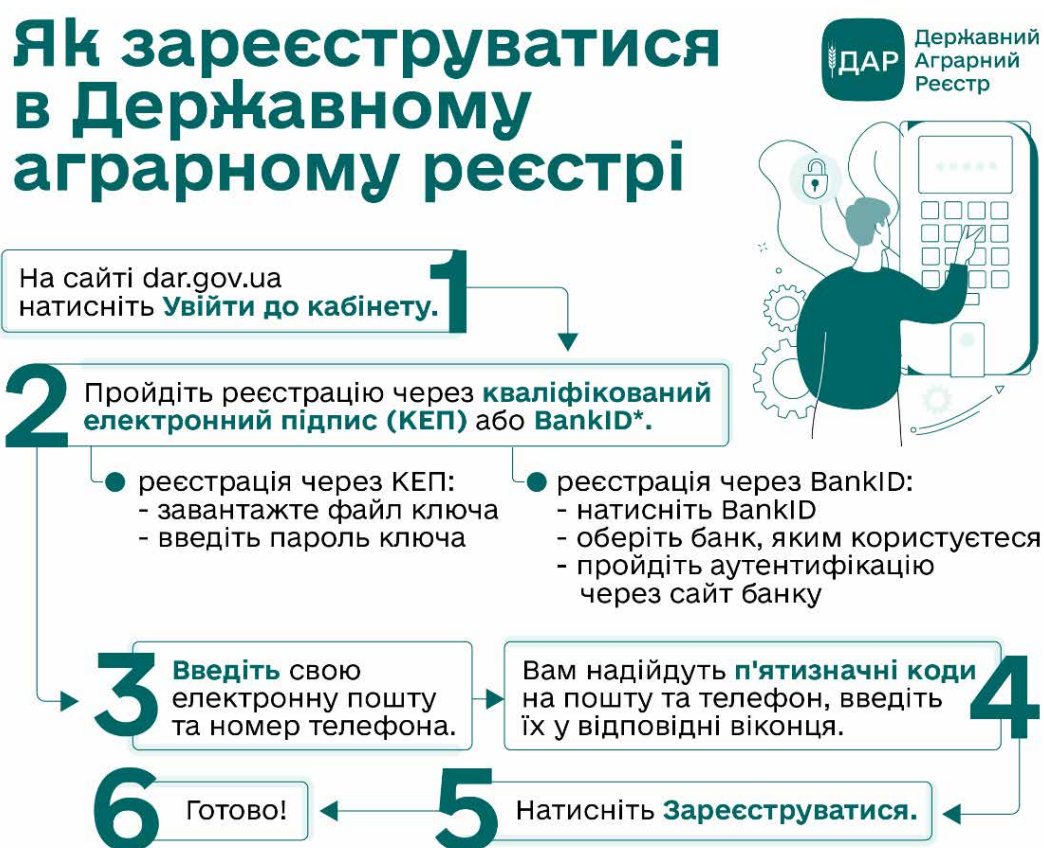 Як зареєструватися
в Державному
аграрному реєстрі
ДАР
Державний
Аграрний
Реєстр
1
На сайті dar.gov.ua
натисніть Увійти до кабінету.
2
Пройдіть реєстрацію через кваліфікований
електронний підпис (КЕП) або BankID*.
реєстрація через КЕП:
- завантажте файл ключа
- введіть пароль ключа
реєстрація через BankID:
- натисніть BankID
- оберіть банк, яким користуєтеся
- пройдіть аутентифікацію
через сайт банку
3
Введіть свою
електронну пошту
та номер телефона.
4
Вам надійдуть п'ятизначні коди
на пошту та телефон, введіть
їх у відповідні віконця.
5
Натисніть Зареєструватися.
6
Готово!